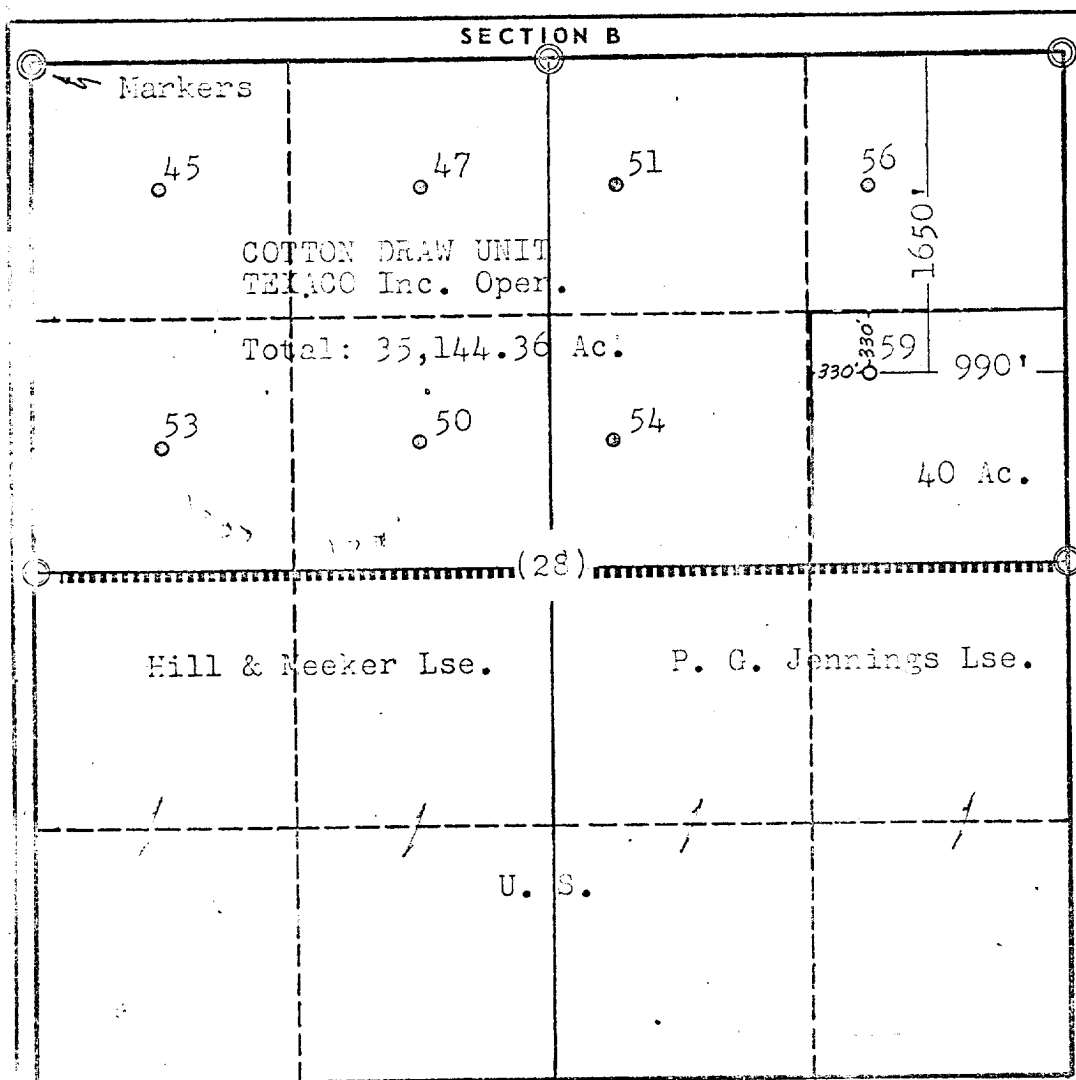 SECTION B
Markers
45
47
51
56
1650'
COTTON DRAW UNIT
TEXACO Inc. Oper.
Total: 35,144.36 Ac.
330'
59
330'
990'
53
50
54
40 Ac.
(28)
Hill & Meeker Lse.
P. G. Jennings Lse.
U. S.